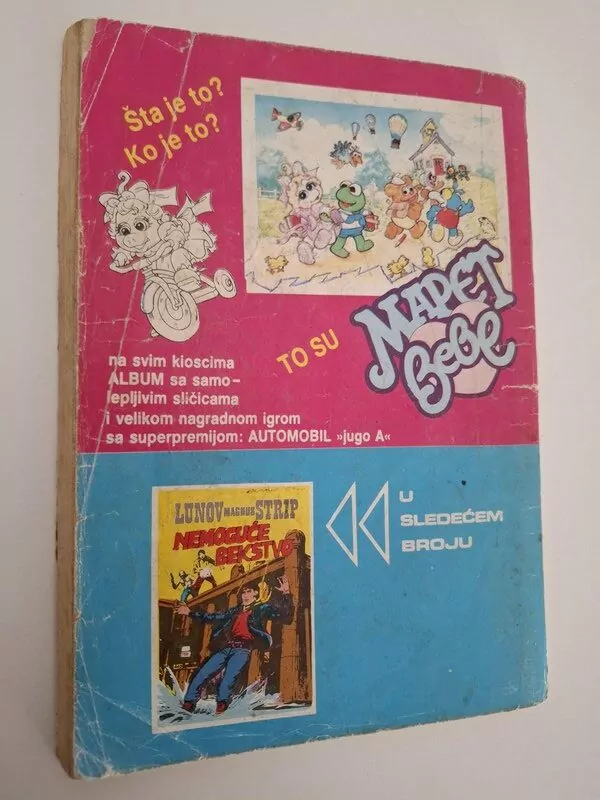 Šta je to?
Ko je to?
TO SU
MAPET
Bebe
na svim kioscima
ALBUM sa samo-
lepljivim sličicama
i velikom nagradnom igrom
sa superpremijom: AUTOMOBIL »jugo A«
LUNOV MAGNUS STRIP
NEMOGUĆE
BEKSTVO
U
SLEDEĆEM
BROJU